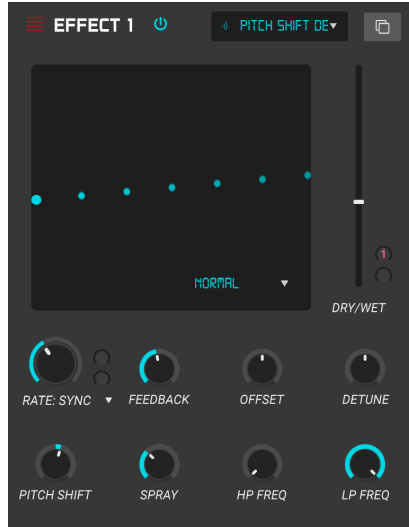 EFFECT 1
PITCH SHIFT DE
NORMAL
1
DRY/WET
RATE: SYNC
FEEDBACK
OFFSET
DETUNE
PITCH SHIFT
SPRAY
HP FREQ
LP FREQ